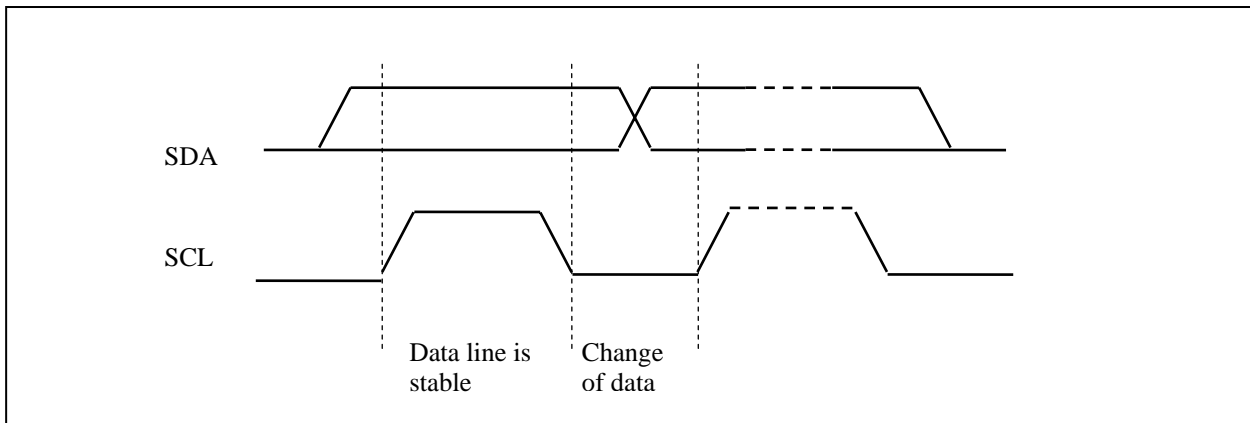 SDA
SCL
Data line is
stable
Change
of data